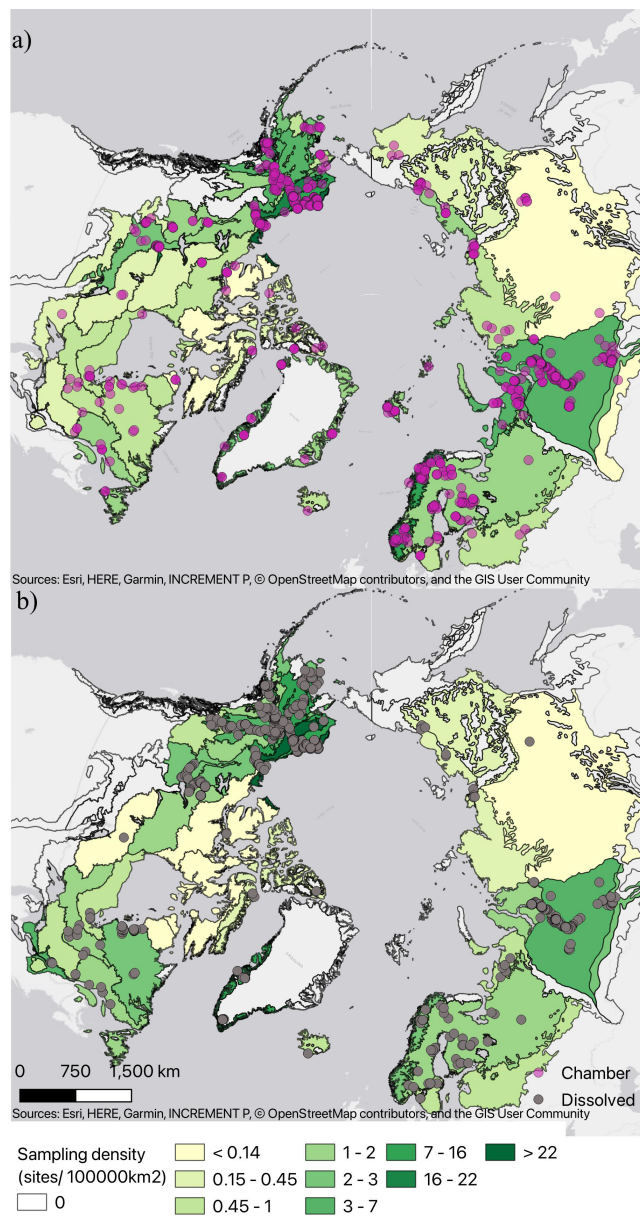 a)
Sources: Esri, HERE, Garmin, INCREMENT P, © OpenStreetMap contributors, and the GIS User Community
b)
0 750 1,500 km
Chamber
Dissolved
Sources: Esri, HERE, Garmin, INCREMENT P, © OpenStreetMap contributors, and the GIS User Community
Sampling density
(sites/ 100000km2)
0
< 0.14
0.15 - 0.45
0.45 - 1
1 - 2
2 - 3
3 - 7
7 - 16
16 - 22
> 22